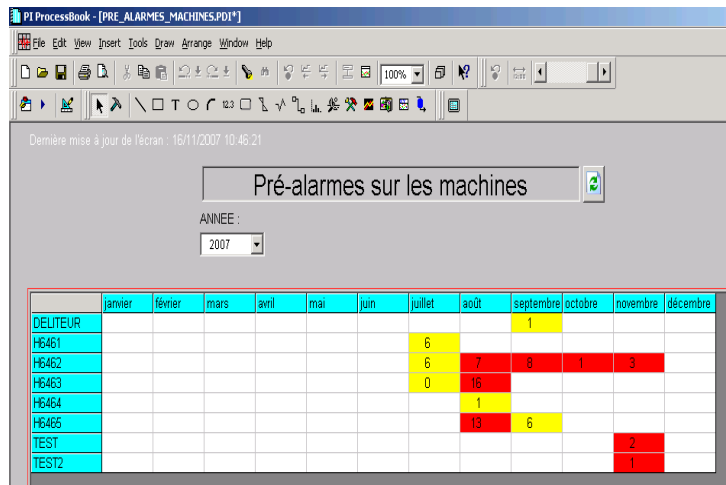 PI ProcessBook - [PRE_ALARMES_MACHINES.PDI*]
File Edit View Insert Tools Draw Arrange Window Help
100%
T 12.3
Dernière mise à jour de l'écran : 16/11/2007 10:46:21
Pré-alarmes sur les machines
ANNEE :
2007
janvier février mars avril mai juin juillet août septembre octobre novembre décembre
DELITEUR 1
H6461 6
H6462 6 7 8 1 3
H6463 0 16
H6464 1
H6465 13 6
TEST 2
TEST2 1